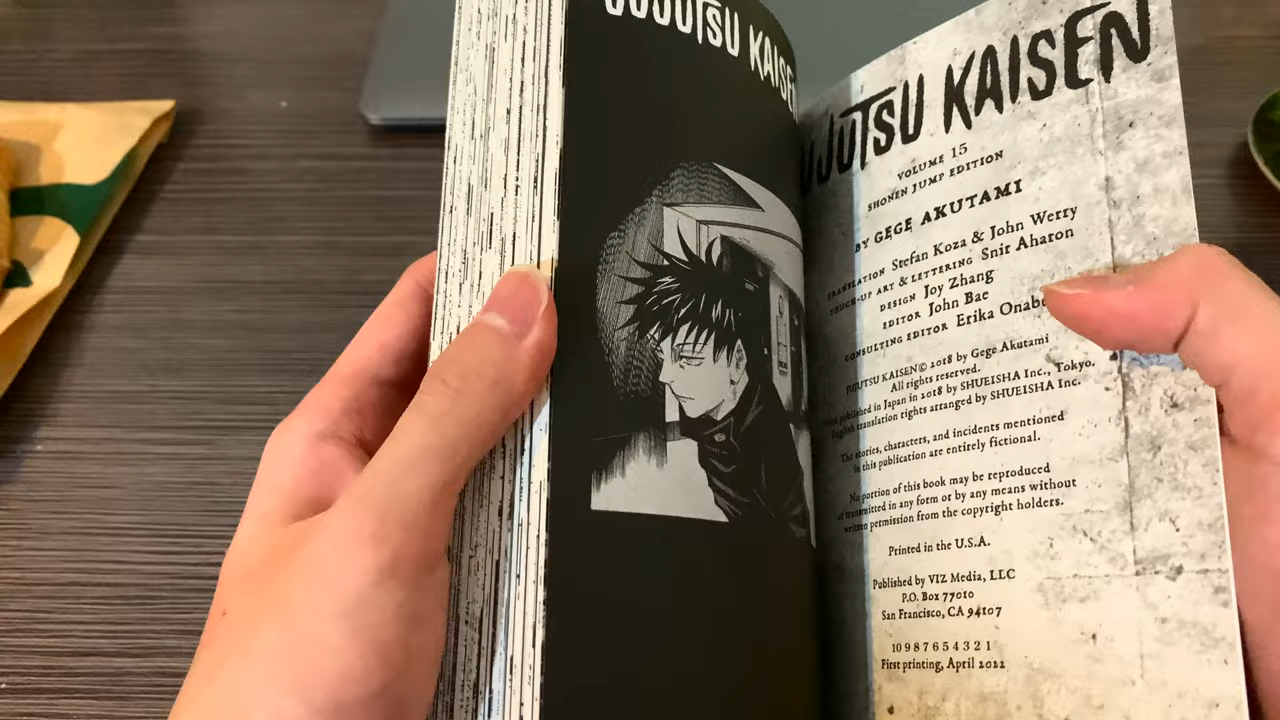 JUJUTSU KAISEN
JUJUTSU KAISEN
VOLUME 15
SHONEN JUMP EDITION
BY GEGE AKUTAMI
TRANSLATION Stefan Koza & John Werry
TOUCH-UP ART & LETTERING Snir Aharon
DESIGN Joy Zhang
EDITOR John Bae
CONSULTING EDITOR Erika
JUJUTSU KAISEN © 2018 by Gege Akutami
All rights reserved.
published in Japan in 2018 by SHUEISHA Inc., Tokyo.
English translation rights arranged by SHUEISHA Inc.
The stories, characters, and incidents mentioned
in this publication are entirely fictional.
No portion of this book may be reproduced
or transmitted in any form or by any means without
written permission from the copyright holders.
Printed in the U.S.A.
Published by VIZ Media, LLC
P.O. Box 77010
San Francisco, CA 94107
10 9 8 7 6 5 4 3 2 1
First printing, April 2022